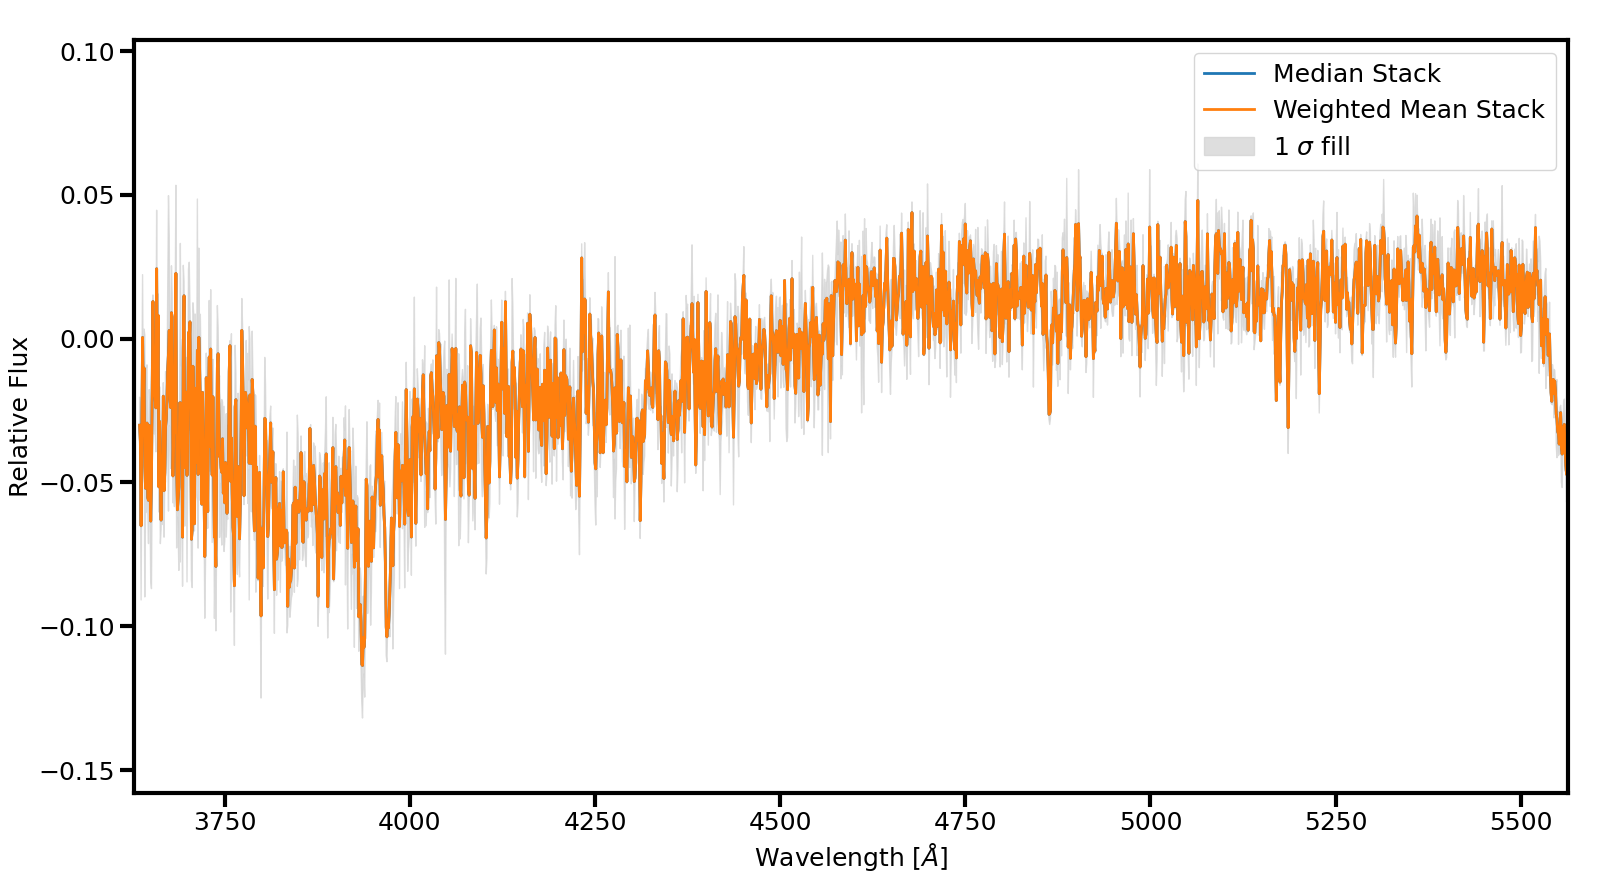 0.10
0.05
0.00
−0.05
−0.10
−0.15
Relative Flux
Median Stack
Weighted Mean Stack
1 σ fill
3750 4000 4250 4500 4750 5000 5250 5500
Wavelength [Å]